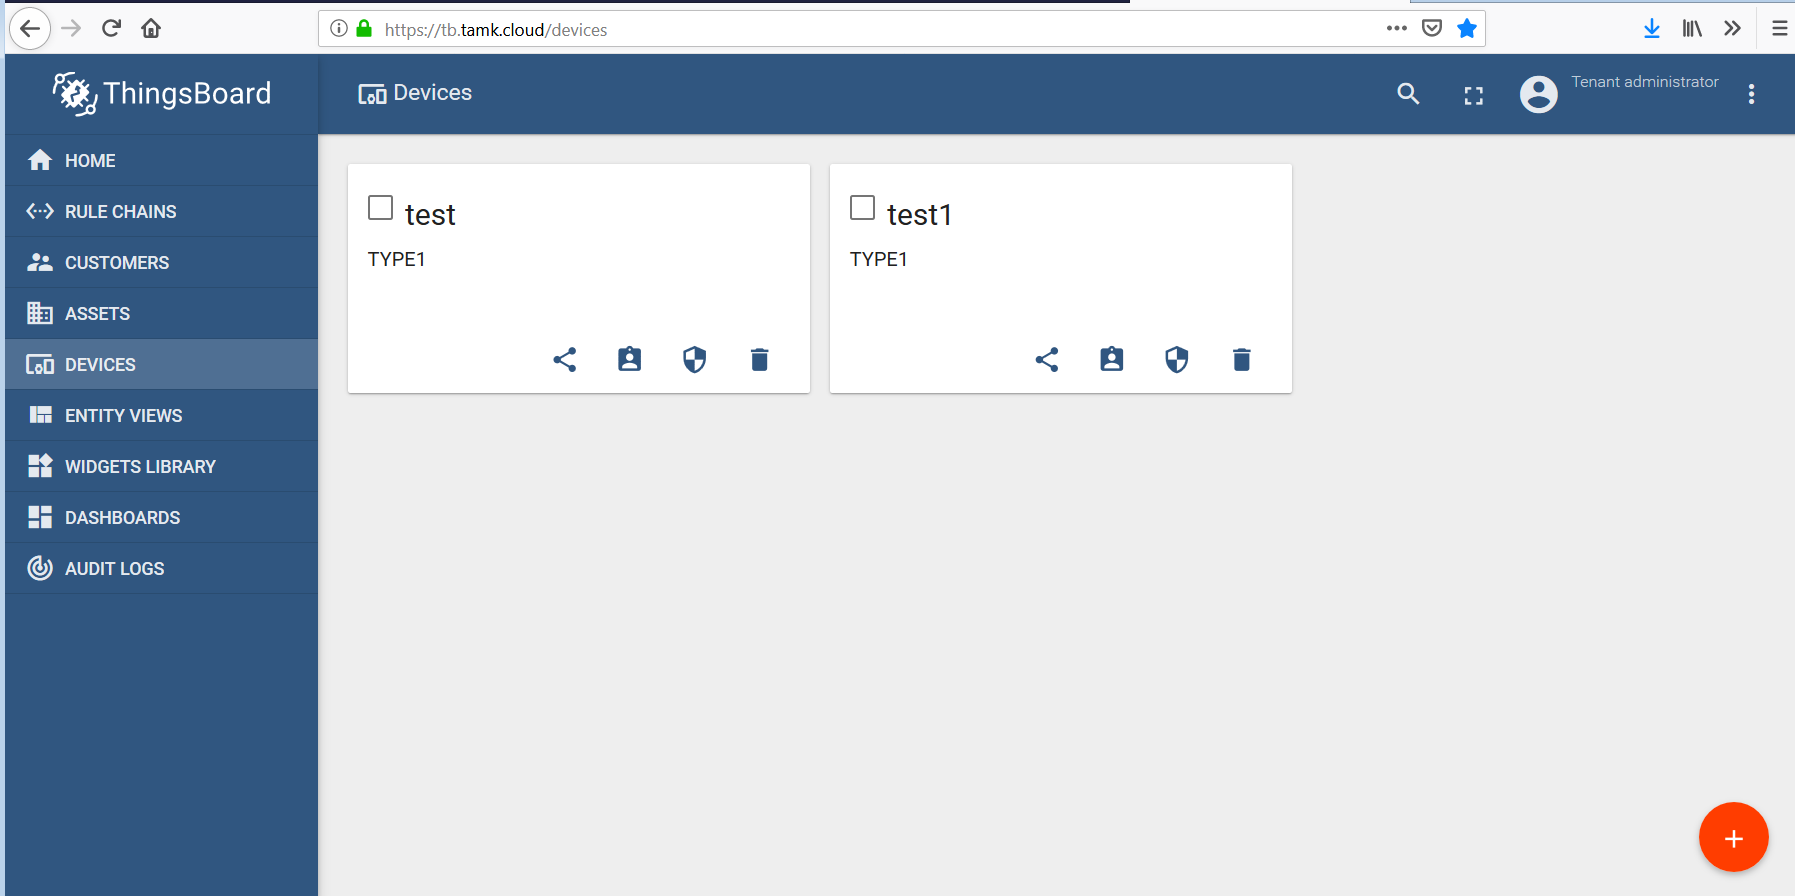 https://tb.tamk.cloud/devices
ThingsBoard
Devices
Tenant administrator
HOME
RULE CHAINS
CUSTOMERS
ASSETS
DEVICES
ENTITY VIEWS
WIDGETS LIBRARY
DASHBOARDS
AUDIT LOGS
test
TYPE1
test1
TYPE1